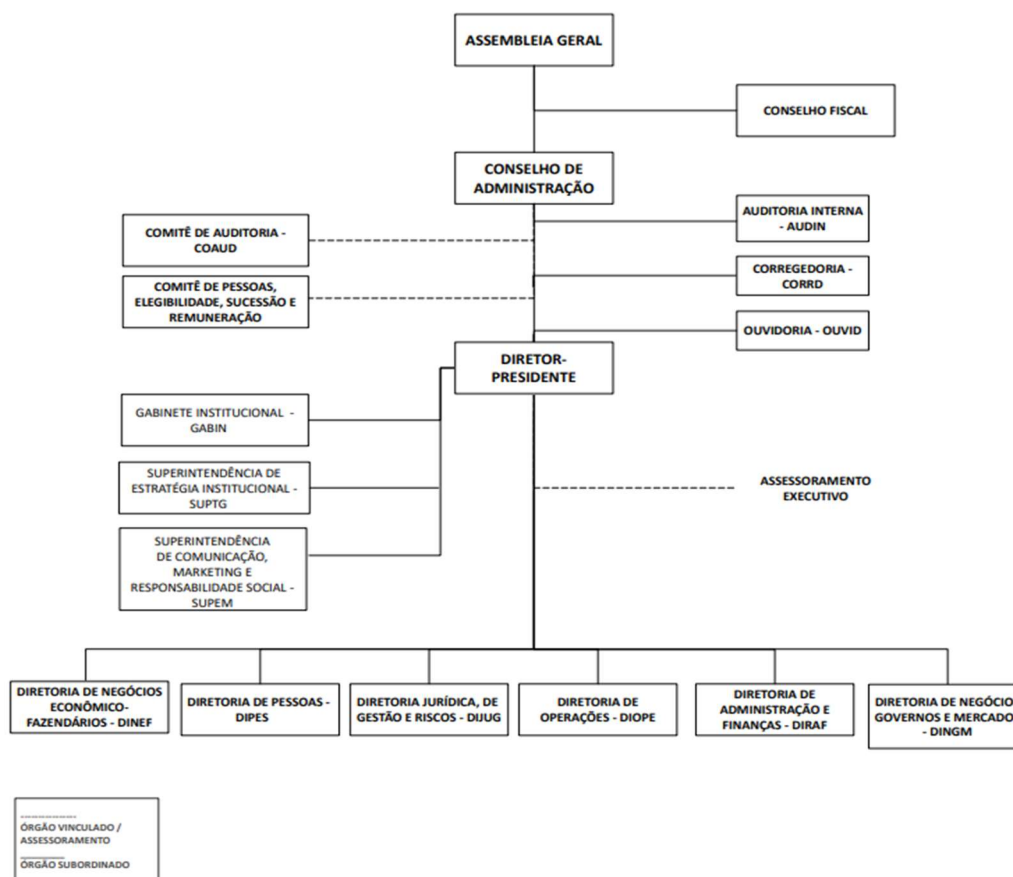 ASSEMBLEIA GERAL
CONSELHO FISCAL
CONSELHO DE
ADMINISTRAÇÃO
AUDITORIA INTERNA
- AUDIN
COMITÊ DE AUDITORIA -
COAUD
CORREGEDORIA -
CORRD
COMITÊ DE PESSOAS,
ELEGIBILIDADE, SUCESSÃO E
REMUNERAÇÃO
OUVIDORIA - OUVID
DIRETOR-
PRESIDENTE
GABINETE INSTITUCIONAL -
GABIN
SUPERINTENDÊNCIA DE
ESTRATÉGIA INSTITUCIONAL -
SUPTG
ASSESSORAMENTO
EXECUTIVO
SUPERINTENDÊNCIA
DE COMUNICAÇÃO,
MARKETING E
RESPONSABILIDADE SOCIAL -
SUPEM
DIRETORIA DE NEGÓCIOS
ECONÔMICO-
FAZENDÁRIOS - DINEF
DIRETORIA DE PESSOAS -
DIPES
DIRETORIA JURÍDICA, DE
GESTÃO E RISCOS - DIJUG
DIRETORIA DE
OPERAÇÕES - DIOPE
DIRETORIA DE
ADMINISTRAÇÃO E
FINANÇAS - DIRAF
DIRETORIA DE NEGÓCIO
GOVERNOS E MERCADO
- DINGM
ÓRGÃO VINCULADO /
ASSESSORAMENTO
ÓRGÃO SUBORDINADO